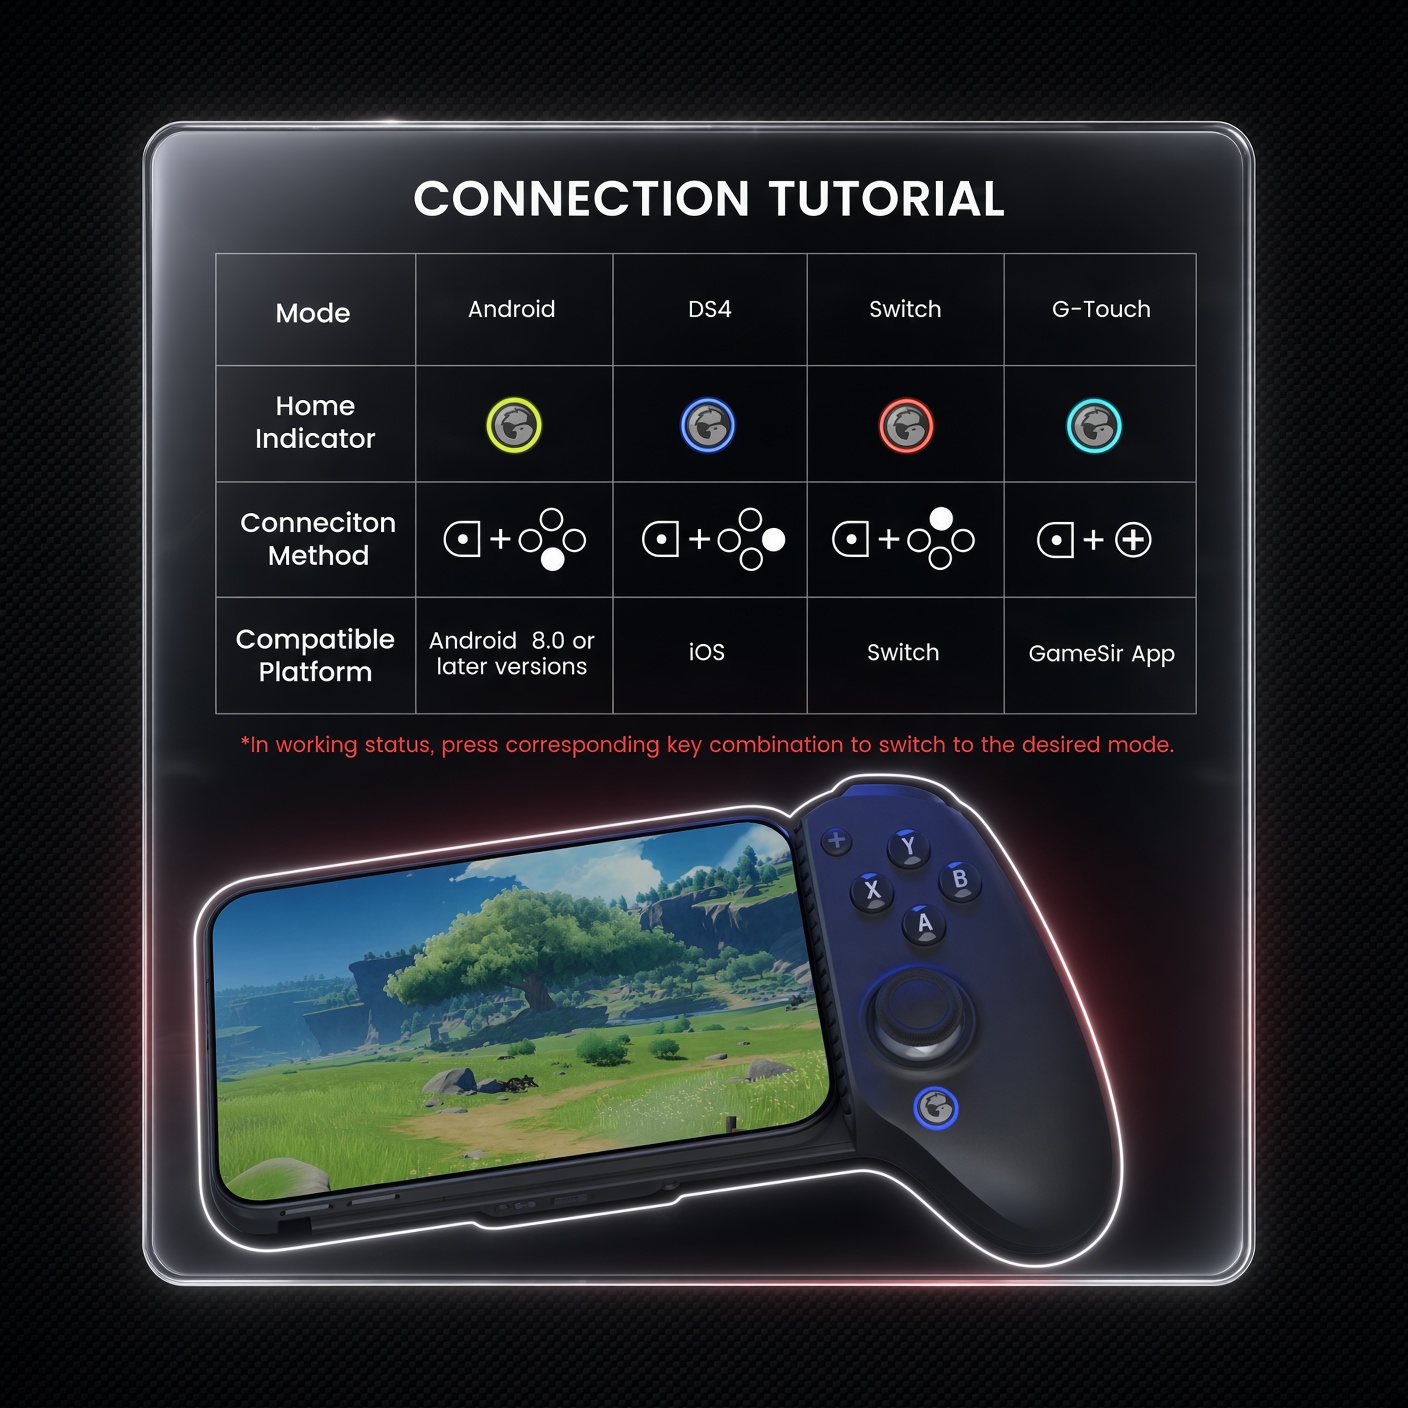 CONNECTION TUTORIAL
Mode
Android
DS4
Switch
G-Touch
Home
Indicator
Conneciton
Method
Compatible
Platform
Android 8.0 or
later versions
iOS
Switch
GameSir App
*In working status, press corresponding key combination to switch to the desired mode.
Y
X
B
A